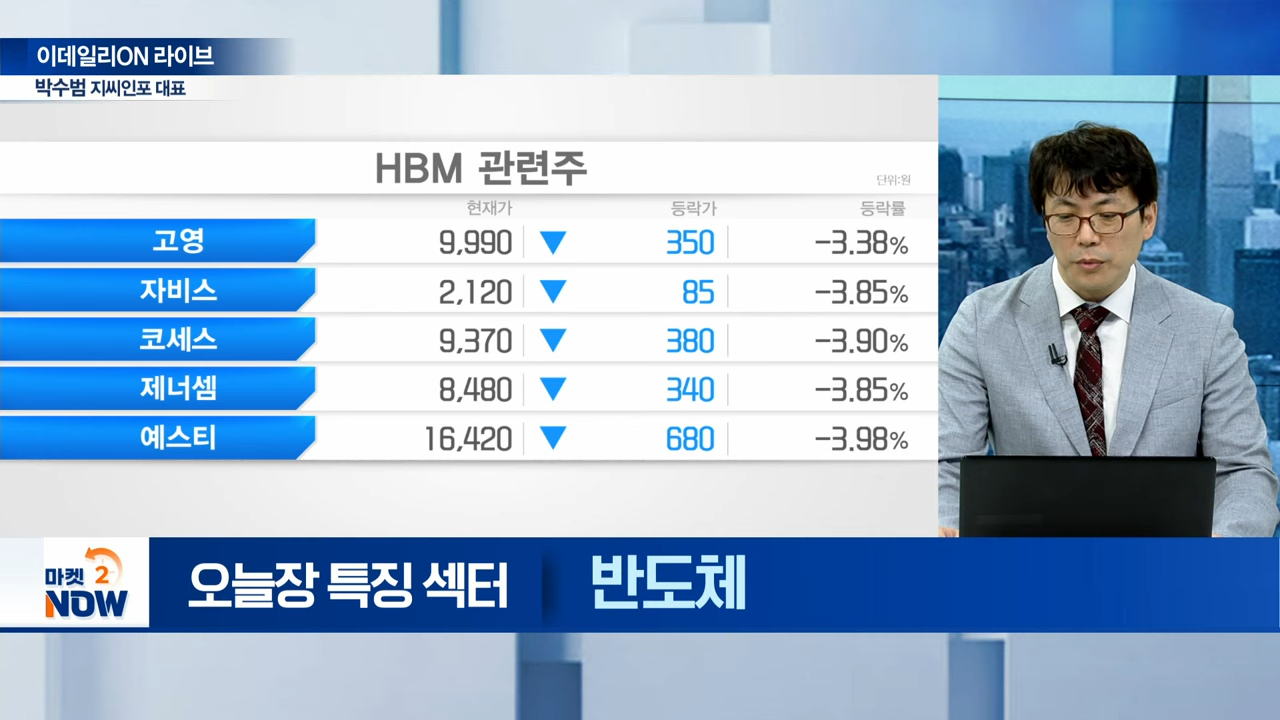 이데일리ON 라이브
박수범 지씨인포 대표
HBM 관련주
단위:원
현재가 등락가 등락률
고영 9,990 ▼ 350 -3.38%
자비스 2,120 ▼ 85 -3.85%
코세스 9,370 ▼ 380 -3.90%
제너셈 8,480 ▼ 340 -3.85%
예스티 16,420 ▼ 680 -3.98%
마켓 2
NOW
오늘장 특징 섹터 반도체